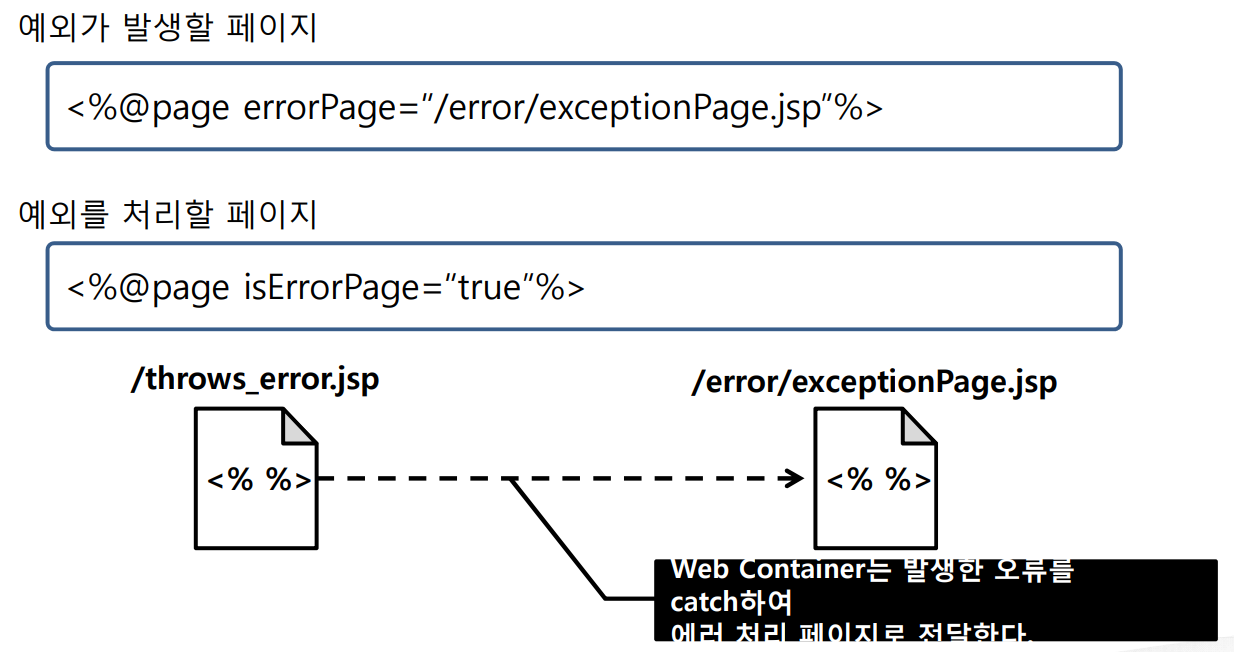 예외가 발생할 페이지
<%@page errorPage="/error/exceptionPage.jsp"%>
예외를 처리할 페이지
<%@page isErrorPage="true"%>
/throws_error.jsp
/error/exceptionPage.jsp
<% %>
<% %>
Web Container는 발생한 오류를
catch하여
에러 처리 페이지로 전달한다.